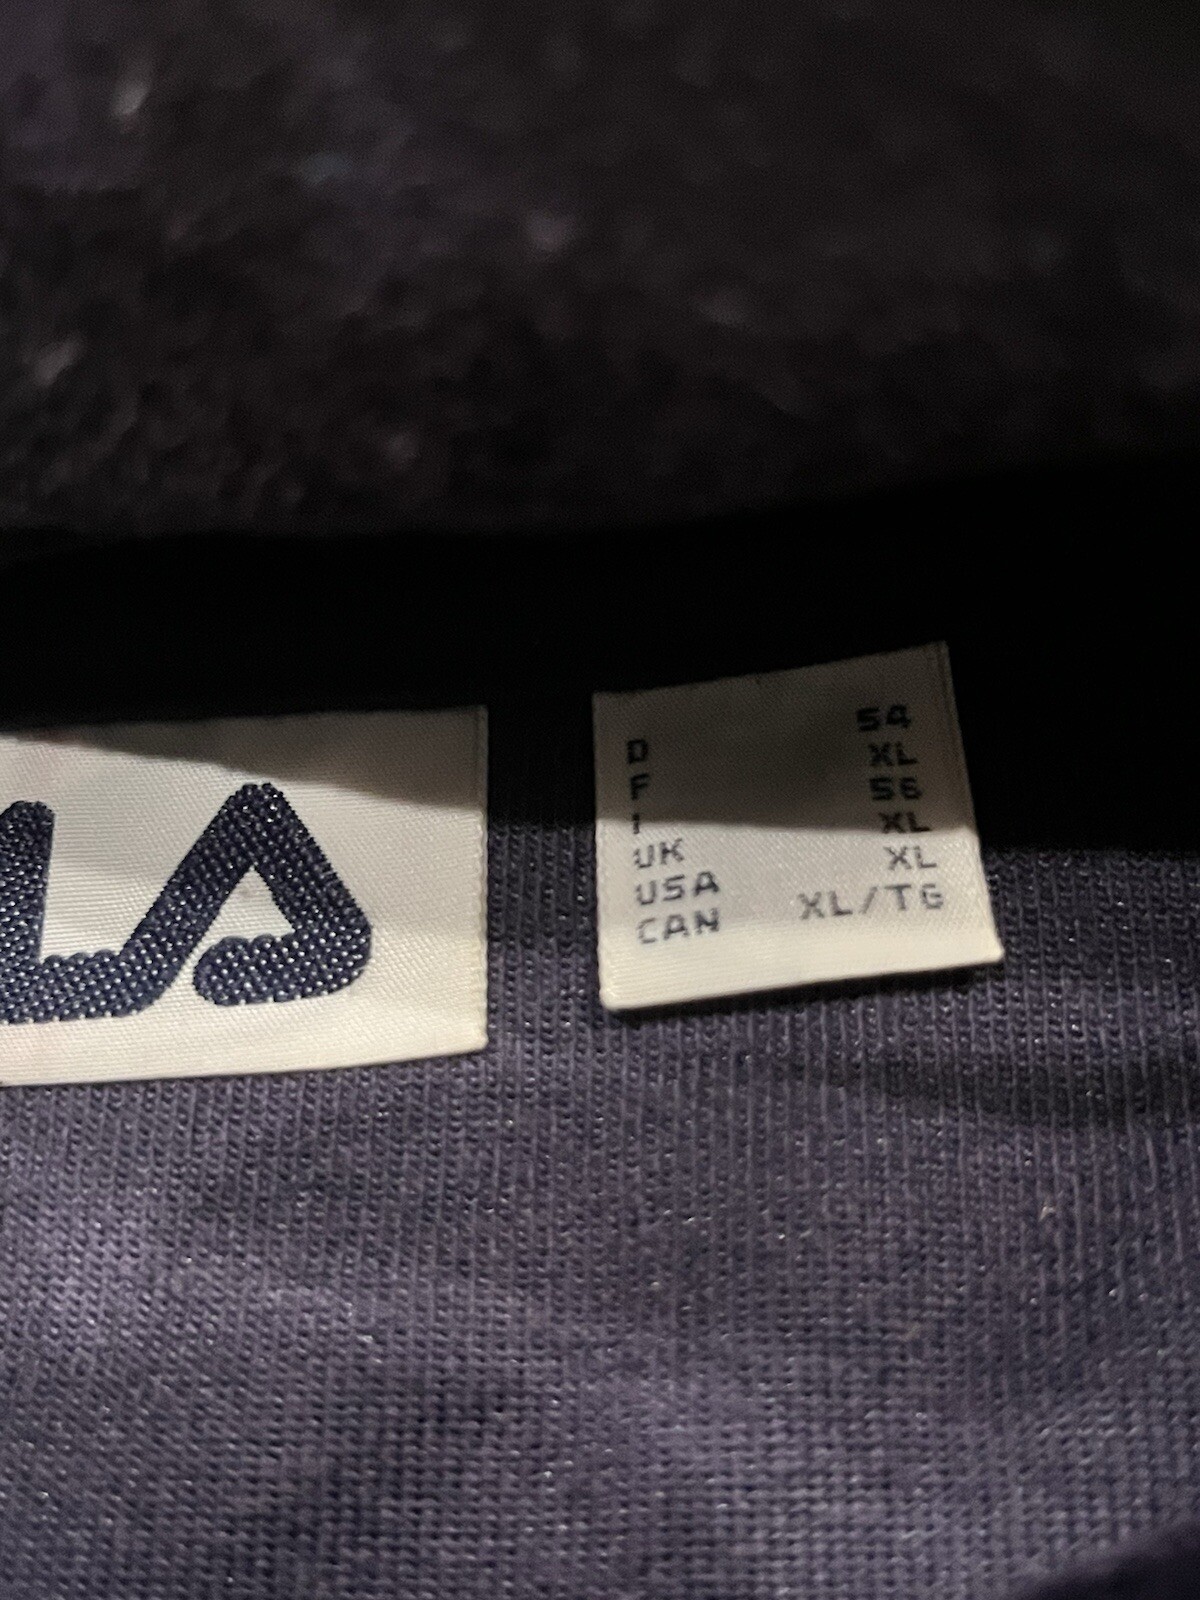 LA
D 54
F XL
I 56
UK XL
USA XL
CAN XL/TG